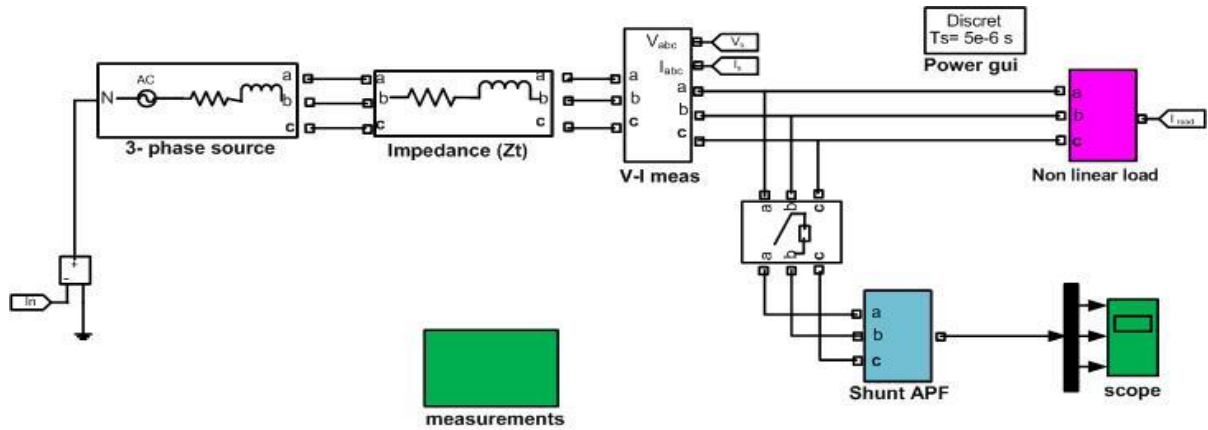 Discret
Ts= 5e-6 s
Power gui
N
AC
a
b
c
3- phase source
a
b
c
a
b
c
Impedance (Zt)
a
b
c
Vabc
Iabc
a
b
c
V-I meas
Vs
Is
a
b
c
Non linear load
a
b
c
a
b
c
+
-
In
a
b
c
Shunt APF
scope
measurements